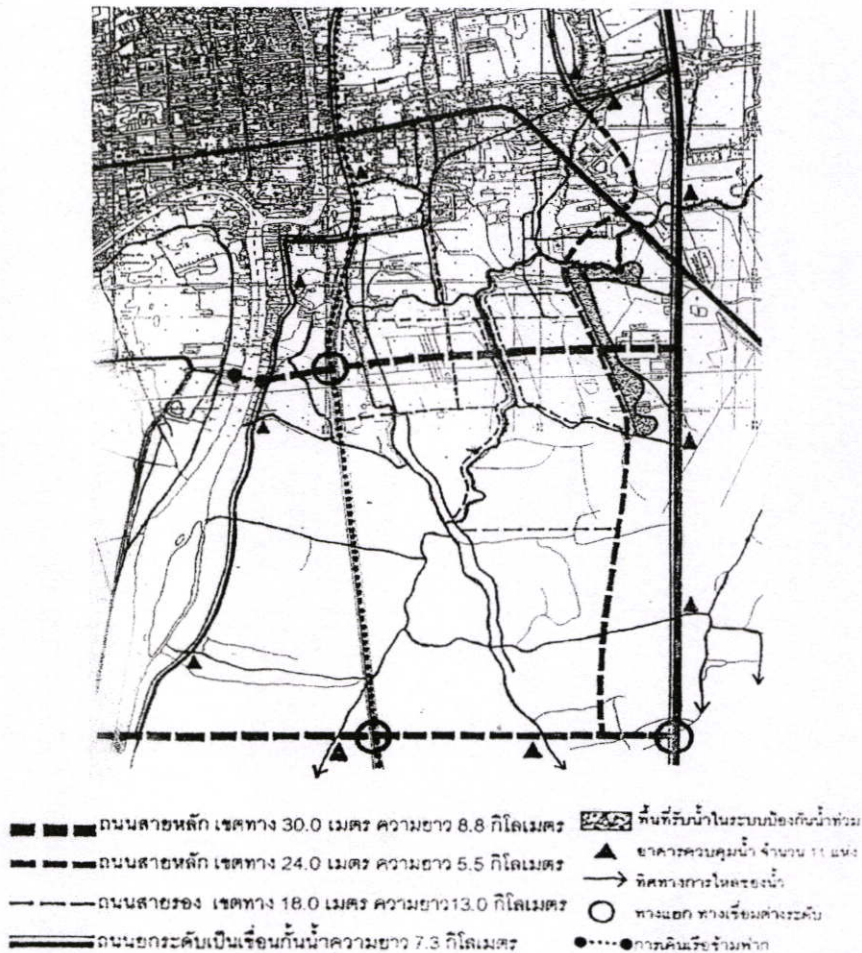 ถนนสายหลัก เขตทาง 30.0 เมตร ความยาว 8.8 กิโลเมตร
ถนนสายหลัก เขตทาง 24.0 เมตร ความยาว 5.5 กิโลเมตร
ถนนสายรอง เขตทาง 18.0 เมตร ความยาว 13.0 กิโลเมตร
ถนนยกระดับเป็นเขื่อนกั้นน้ำความยาว 7.3 กิโลเมตร
พื้นที่รับน้ำในระบบป้องกันน้ำท่วม
อาคารควบคุมน้ำ จำนวน 11 แห่ง
ทิศทางการไหลของน้ำ
ทางแยก ทางเชื่อมต่างระดับ
การเดินเรือข้ามฟาก